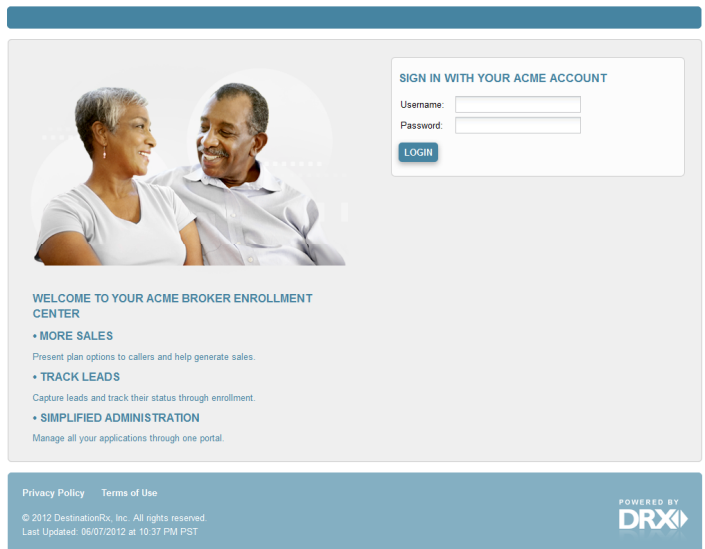 SIGN IN WITH YOUR ACME ACCOUNT
Username:
Password:
LOGIN
WELCOME TO YOUR ACME BROKER ENROLLMENT
CENTER
• MORE SALES
Present plan options to callers and help generate sales.
• TRACK LEADS
Capture leads and track their status through enrollment.
• SIMPLIFIED ADMINISTRATION
Manage all your applications through one portal.
Privacy Policy Terms of Use
© 2012 DestinationRx, Inc. All rights reserved.
Last Updated: 06/07/2012 at 10:37 PM PST
POWERED BY
DRX